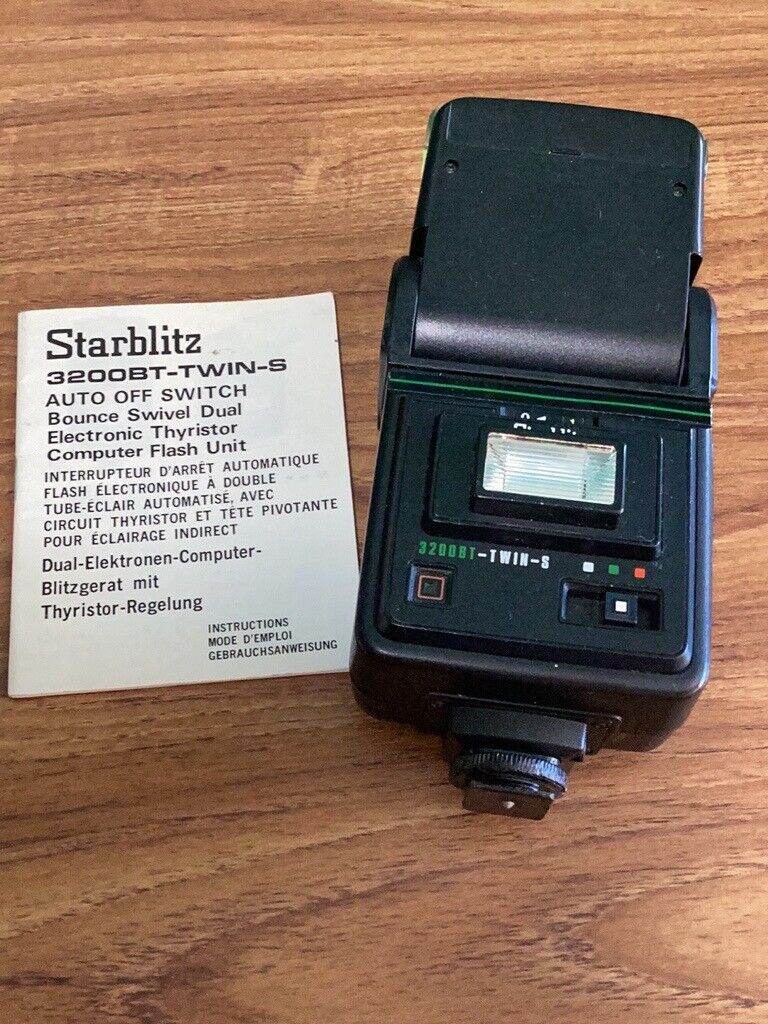 Starblitz
3200BT-TWIN-S
AUTO OFF SWITCH
Bounce Swivel Dual
Electronic Thyristor
Computer Flash Unit
INTERRUPTEUR D'ARRÊT AUTOMATIQUE
FLASH ÉLECTRONIQUE À DOUBLE
TUBE-ÉCLAIR AUTOMATISÉ, AVEC
CIRCUIT THYRISTOR ET TÊTE PIVOTANTE
POUR ÉCLAIRAGE INDIRECT
Dual-Elektronen-Computer-
Blitzgerat mit
Thyristor-Regelung
INSTRUCTIONS
MODE D'EMPLOI
GEBRAUCHSANWEISUNG
3200BT-TWIN-S